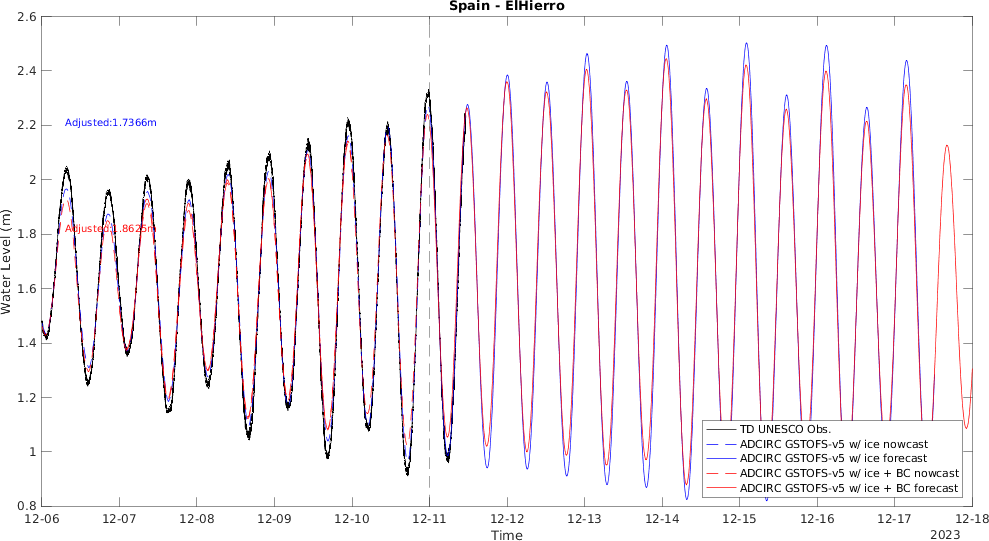 Spain - ElHierro
2.6
2.4
2.2
2
1.8
1.6
1.4
1.2
1
0.8
Water Level (m)
Adjusted:1.7366m
Adjusted:1.8625m
TD UNESCO Obs.
ADCIRC GSTOFS-v5 w/ ice nowcast
ADCIRC GSTOFS-v5 w/ ice forecast
ADCIRC GSTOFS-v5 w/ ice + BC nowcast
ADCIRC GSTOFS-v5 w/ ice + BC forecast
12-06 12-07 12-08 12-09 12-10 12-11 12-12 12-13 12-14 12-15 12-16 12-17 12-18
Time
2023